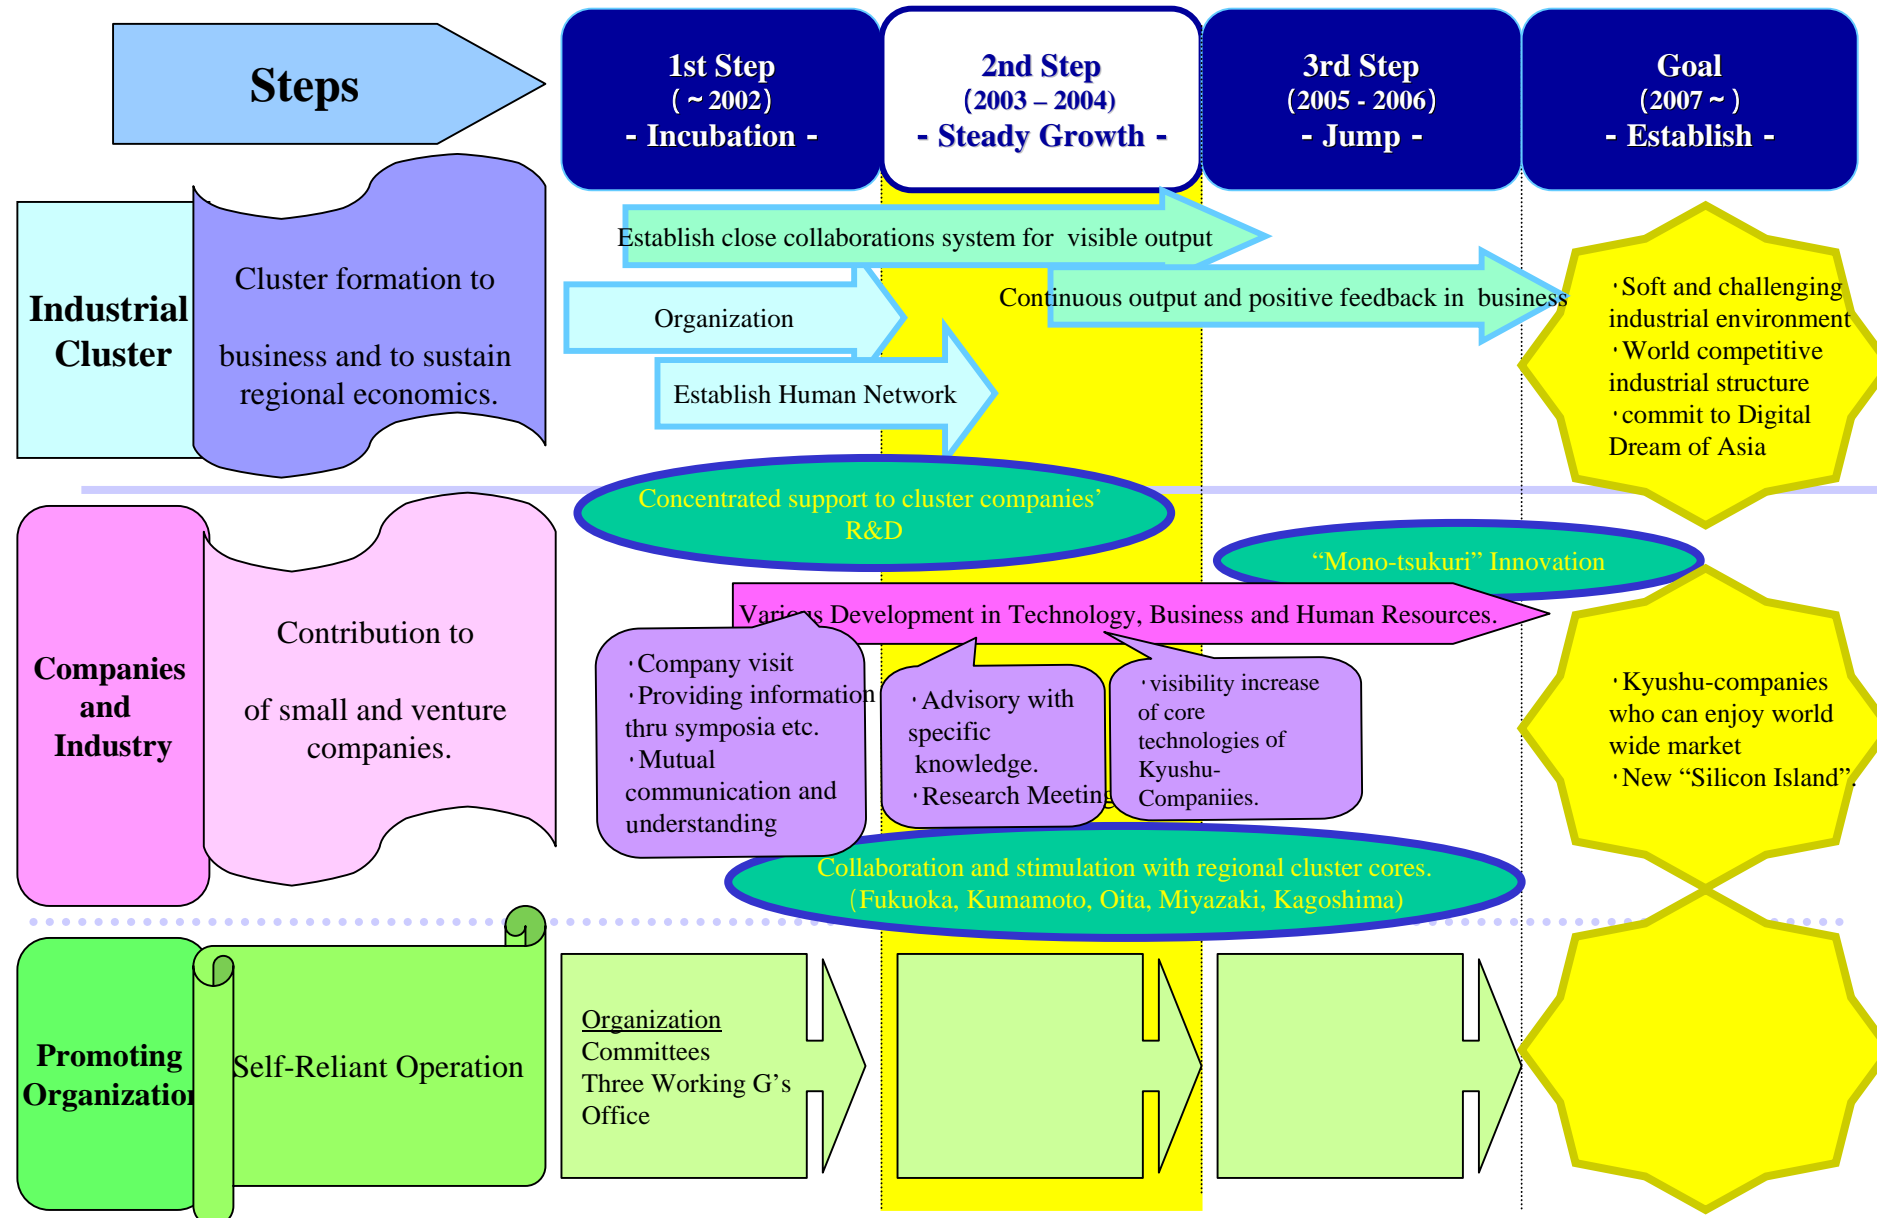 Steps
1st Step
(~2002)
- Incubation -
2nd Step
(2003 – 2004)
- Steady Growth -
3rd Step
(2005 - 2006)
- Jump -
Goal
(2007~ )
- Establish -
Industrial
Cluster
Cluster formation to
business and to sustain
regional economics.
Establish close collaborations system for visible output
Organization
Establish Human Network
Continuous output and positive feedback in business
・Soft and challenging
industrial environment
・World competitive
industrial structure
・commit to Digital
Dream of Asia
Concentrated support to cluster companies’
R&D
“Mono-tsukuri” Innovation
Companies
and
Industry
Contribution to
of small and venture
companies.
Various Development in Technology, Business and Human Resources.
・Company visit
・Providing information
thru symposia etc.
・Mutual
communication and
understanding
・Advisory with
specific
knowledge.
・Research Meeting
・visibility increase
of core
technologies of
Kyushu-
Companiies.
・Kyushu-companies
who can enjoy world
wide market
・New “Silicon Island”.
Collaboration and stimulation with regional cluster cores.
(Fukuoka, Kumamoto, Oita, Miyazaki, Kagoshima)
Promoting
Organization
Self-Reliant Operation
Organization
Committees
Three Working G’s
Office